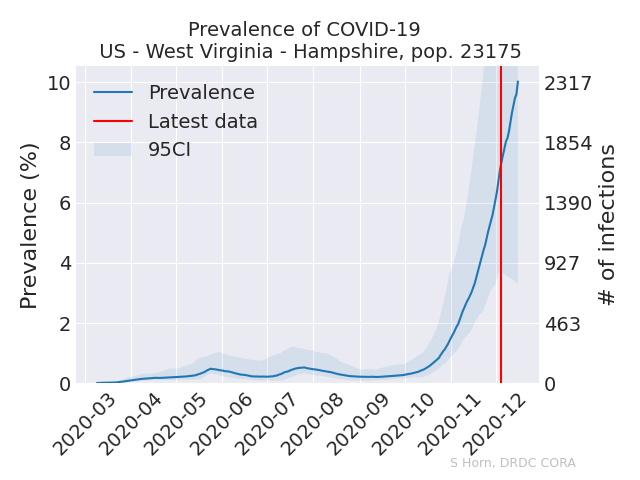 Prevalence of COVID-19
US - West Virginia - Hampshire, pop. 23175
Prevalence
Latest data
95CI
Prevalence (%)
10
8
6
4
2
0
2317
1854
1390
927
463
0
# of infections
2020-03
2020-04
2020-05
2020-06
2020-07
2020-08
2020-09
2020-10
2020-11
2020-12
S Horn, DRDC CORA